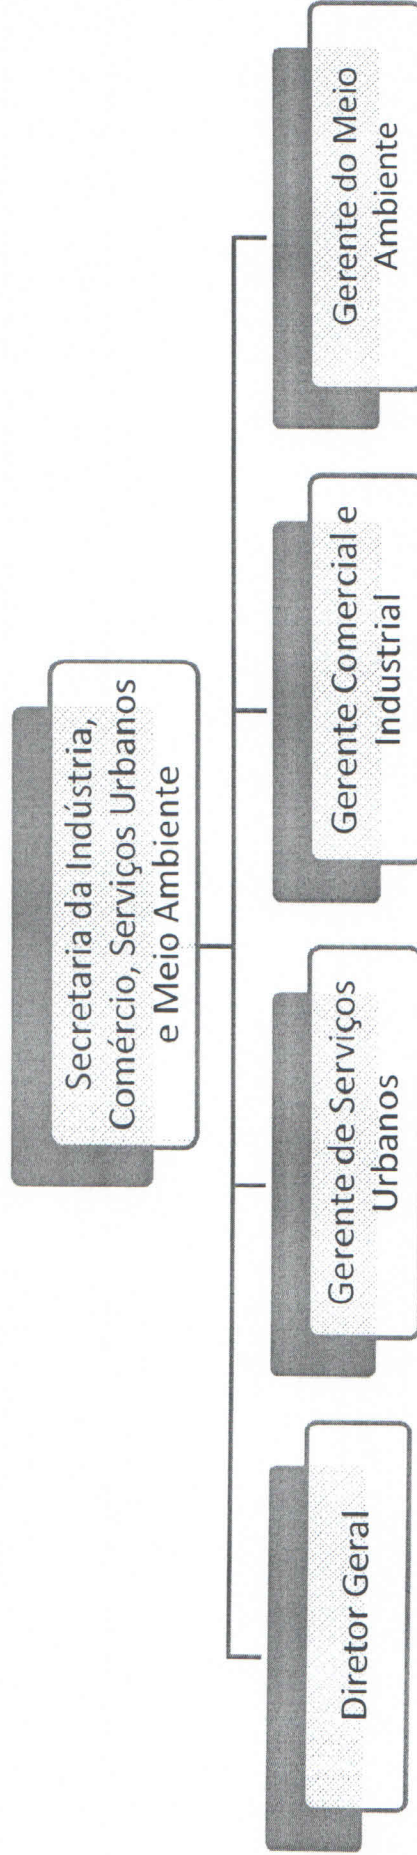 Secretaria da Indústria,
Comércio, Serviços Urbanos
e Meio Ambiente
Diretor Geral
Gerente de Serviços
Urbanos
Gerente Comercial e
Industrial
Gerente do Meio
Ambiente